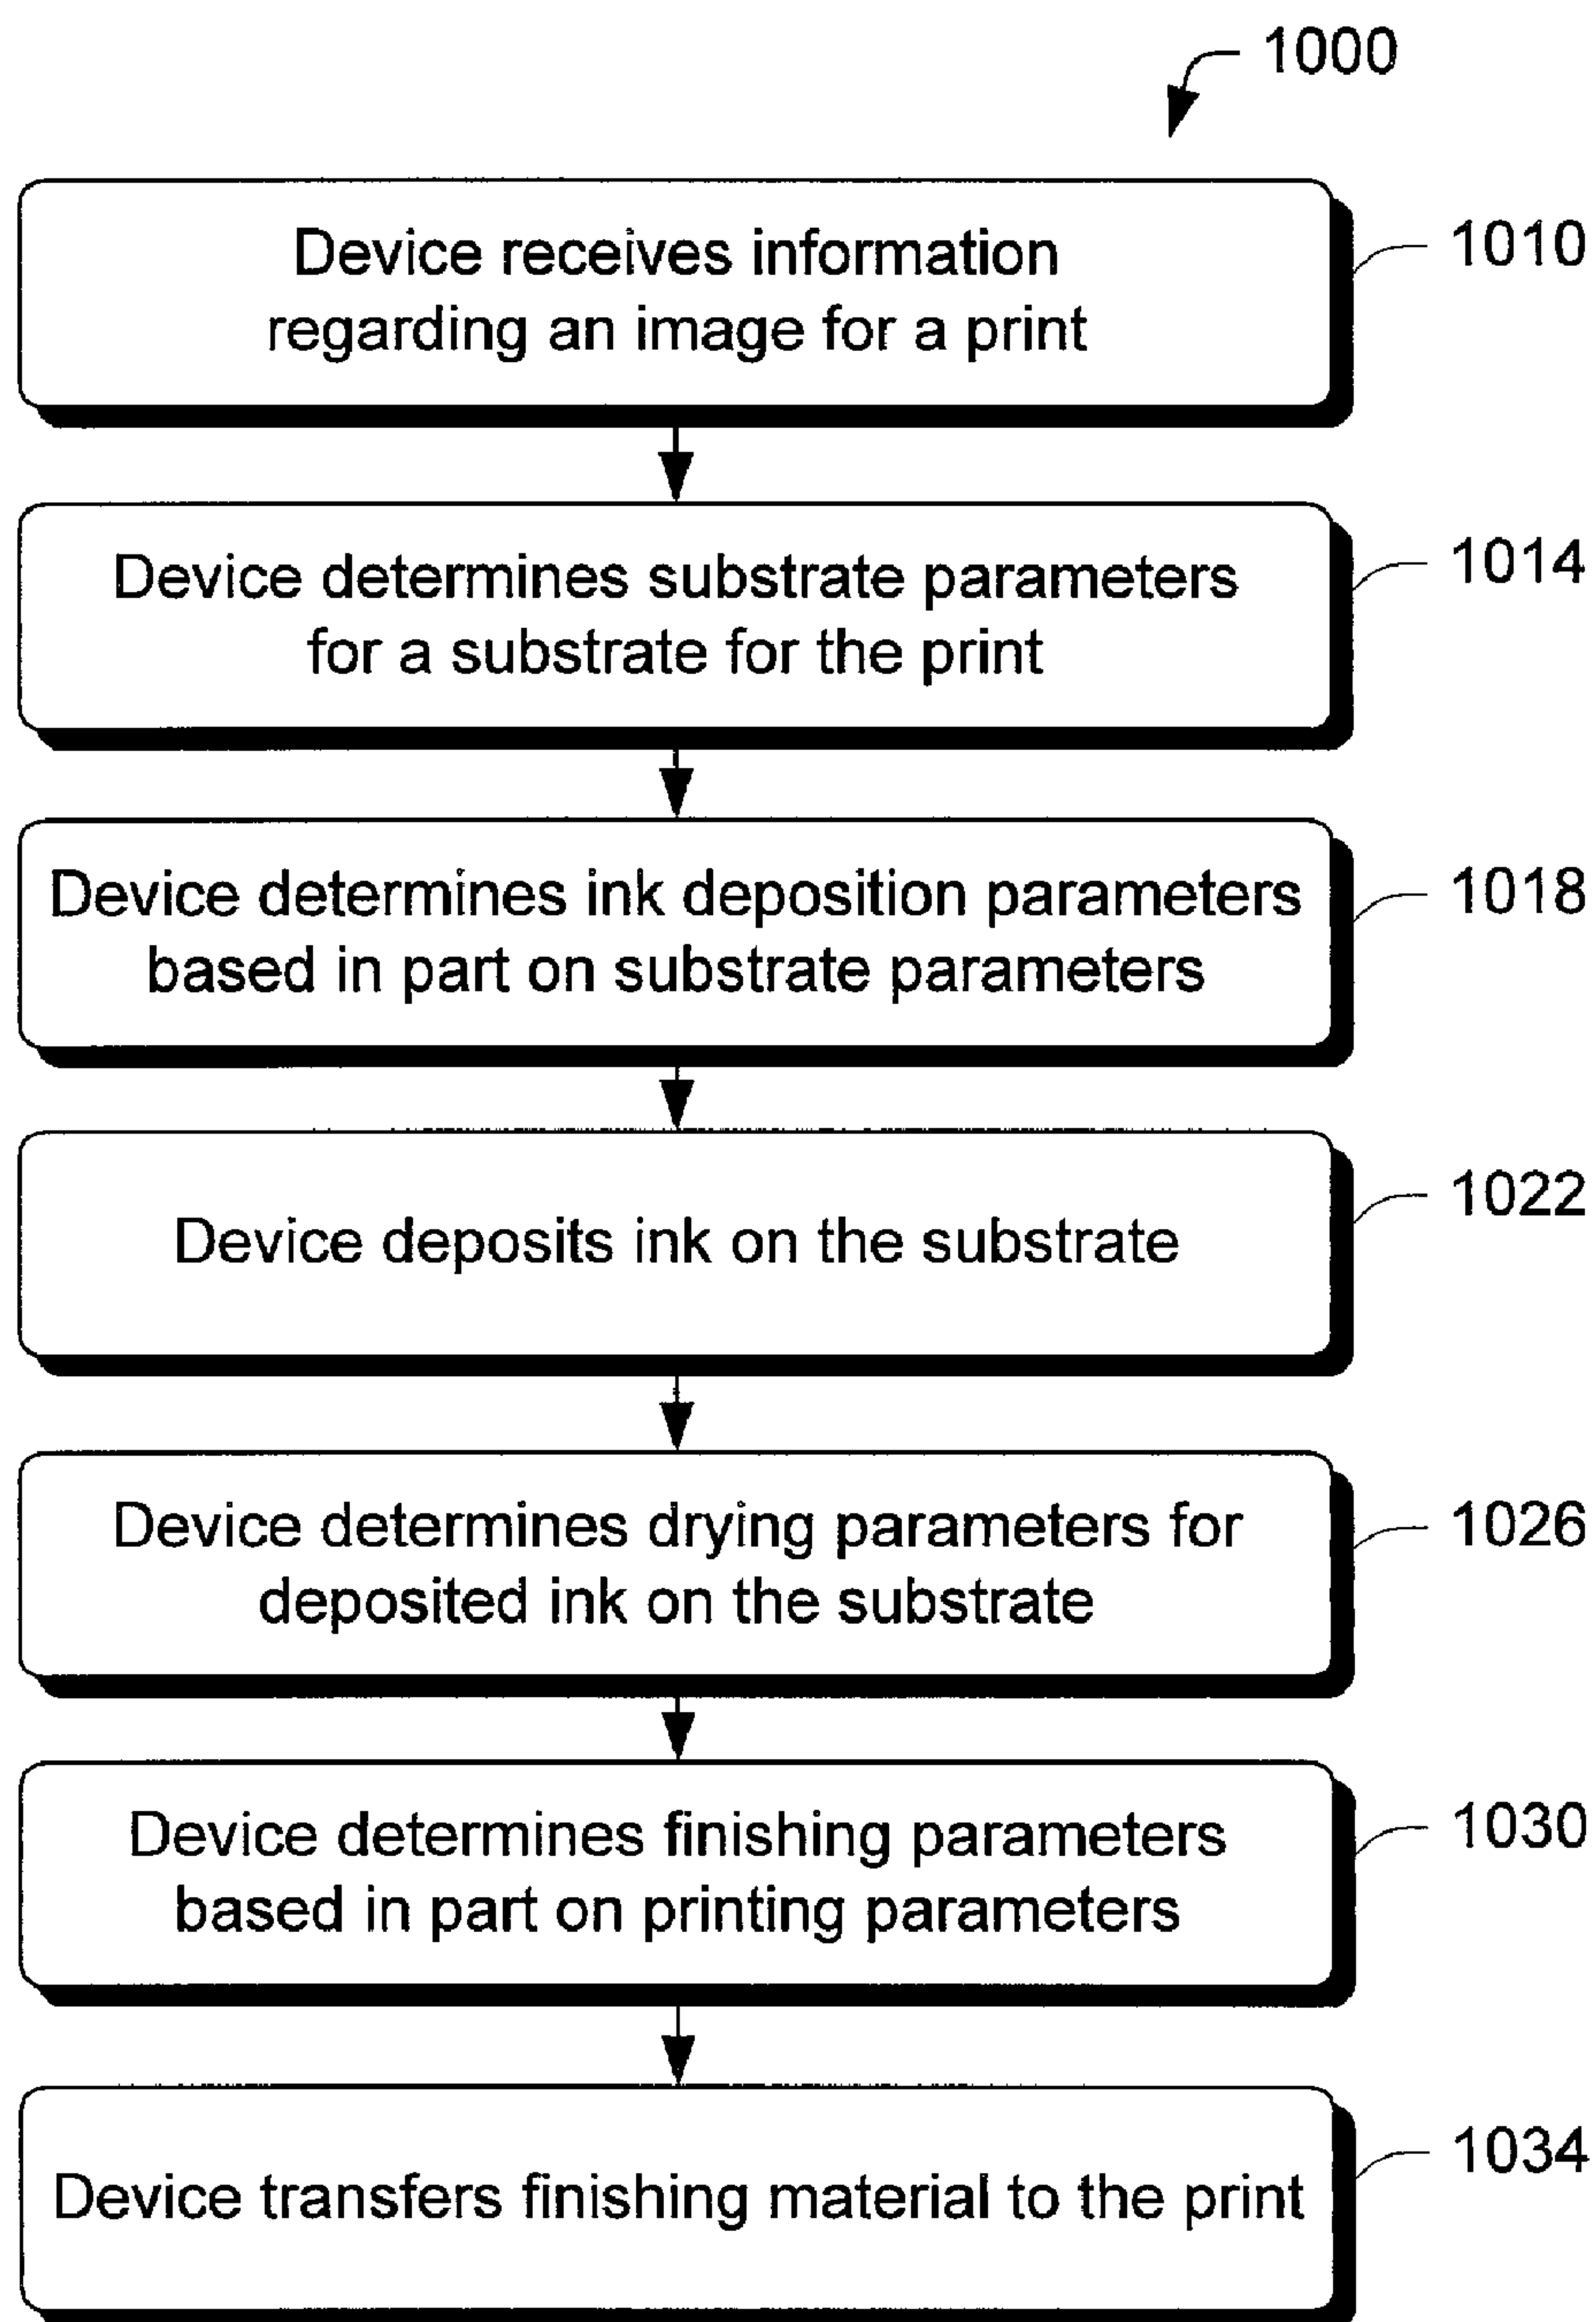 1000
Device receives information
regarding an image for a print
1010
Device determines substrate parameters
for a substrate for the print
1014
Device determines ink deposition parameters
based in part on substrate parameters
1018
Device deposits ink on the substrate
1022
Device determines drying parameters for
deposited ink on the substrate
1026
Device determines finishing parameters
based in part on printing parameters
1030
Device transfers finishing material to the print
1034